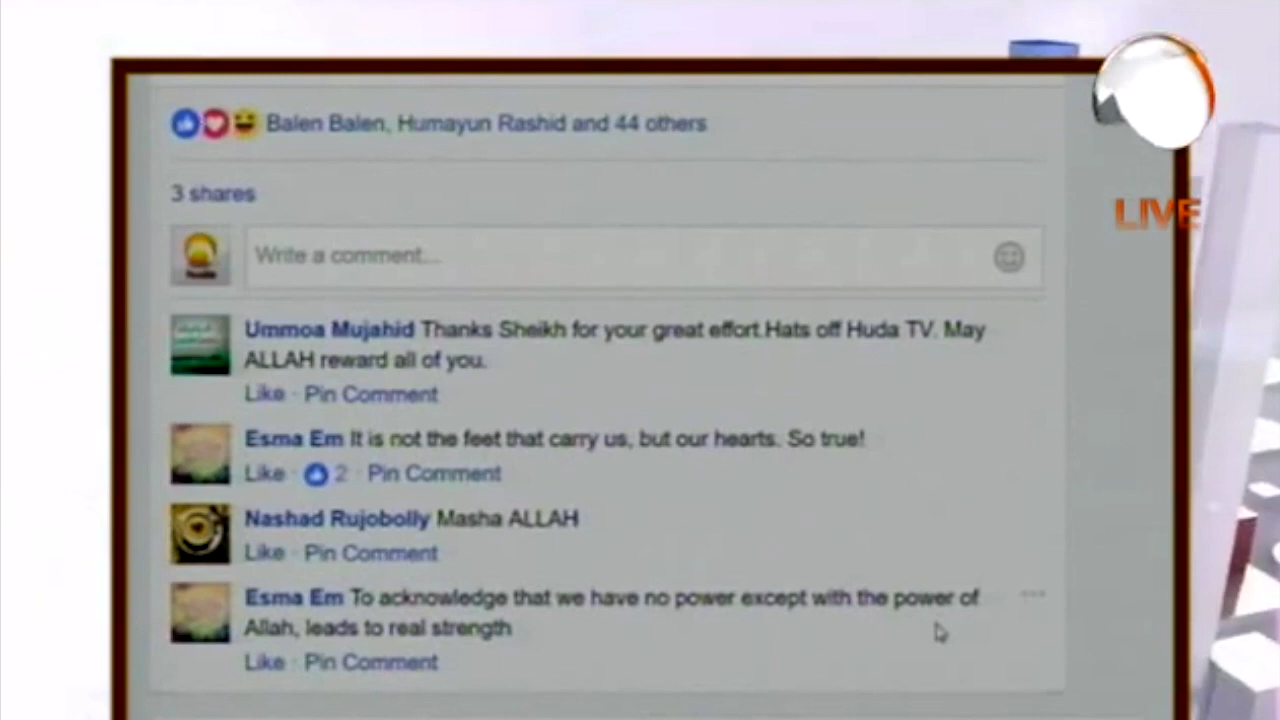 Balen Balen, Humayun Rashid and 44 others
3 shares
Write a comment...
Ummoa Mujahid Thanks Sheikh for your great effort.Hats off Huda TV. May
ALLAH reward all of you.
Like · Pin Comment
Esma Em It is not the feet that carry us, but our hearts. So true!
Like · 2 · Pin Comment
Nashad Rujobolly Masha ALLAH
Like · Pin Comment
Esma Em To acknowledge that we have no power except with the power of
Allah, leads to real strength
Like · Pin Comment
LIVE